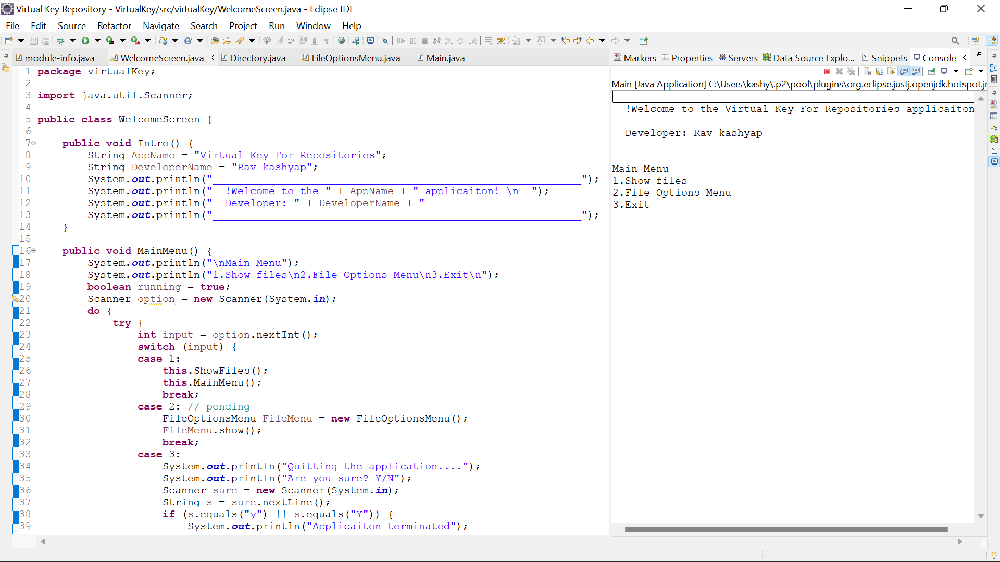 Virtual Key Repository - VirtualKey/src/virtualKey/WelcomeScreen.java - Eclipse IDE
File Edit Source Refactor Navigate Search Project Run Window Help
module-info.java WelcomeScreen.java Directory.java FileOptionsMenu.java Main.java
1 package virtualKey;
2
3 import java.util.Scanner;
4
5 public class WelcomeScreen {
6
7 public void Intro() {
8 String AppName = "Virtual Key For Repositories";
9 String DeveloperName = "Rav kashyap";
10 System.out.println("___________________________________________________________");
11 System.out.println("  !Welcome to the " + AppName + " applicaiton! \n  ");
12 System.out.println("  Developer: " + DeveloperName + "
13 System.out.println("___________________________________________________________");
14 }
15
16 public void MainMenu() {
17 System.out.println("\nMain Menu");
18 System.out.println("1.Show files\n2.File Options Menu\n3.Exit\n");
19 boolean running = true;
20 Scanner option = new Scanner(System.in);
21 do {
22 try {
23 int input = option.nextInt();
24 switch (input) {
25 case 1:
26 this.ShowFiles();
27 this.MainMenu();
28 break;
29 case 2: // pending
30 FileOptionsMenu FileMenu = new FileOptionsMenu();
31 FileMenu.show();
32 break;
33 case 3:
34 System.out.println("Quitting the application....");
35 System.out.println("Are you sure? Y/N");
36 Scanner sure = new Scanner(System.in);
37 String s = sure.nextLine();
38 if (s.equals("y") || s.equals("Y")) {
39 System.out.println("Applicaiton terminated");
Markers Properties Servers Data Source Explo... Snippets Console
Main [Java Application] C:\Users\kashy\.p2\pool\plugins\org.eclipse.justj.openjdk.hotspot.jr
!Welcome to the Virtual Key For Repositories applicaiton
Developer: Rav kashyap
Main Menu
1.Show files
2.File Options Menu
3.Exit